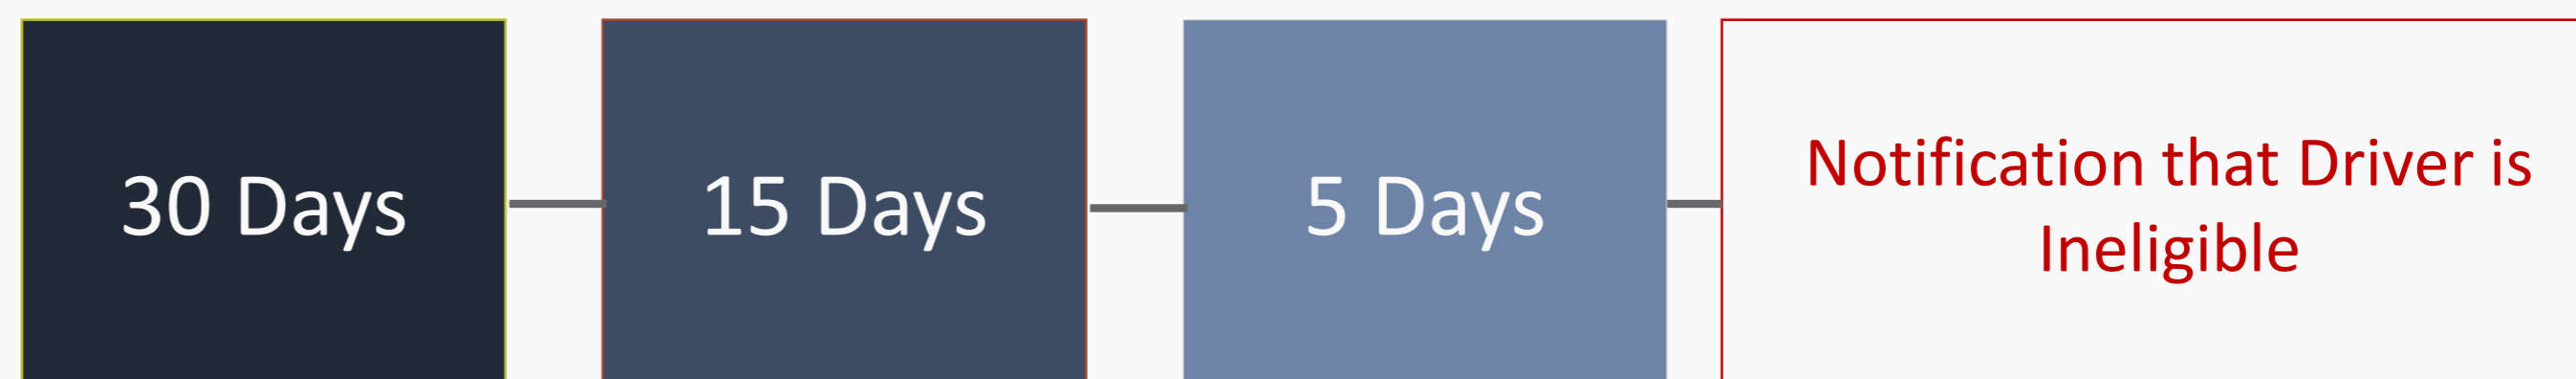 30 Days
15 Days
5 Days
Notification that Driver is
Ineligible